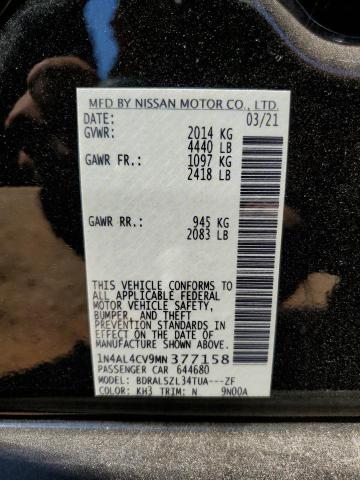 MFD BY NISSAN MOTOR CO., LTD.
DATE: 03/21
GVWR: 2014 KG
4440 LB
GAWR FR.: 1097 KG
2418 LB
GAWR RR.: 945 KG
2083 LB
THIS VEHICLE CONFORMS TO
ALL APPLICABLE FEDERAL
MOTOR VEHICLE SAFETY,
BUMPER, AND THEFT
PREVENTION STANDARDS
IN EFFECT ON THE DATE OF
MANUFACTURE SHOWN ABOVE.
1N4AL4CV9MN377158
PASSENGER CAR 644680
MODEL: BDRALSZL34TUA---ZF
COLOR: KH3 TRIM: N 9N00A